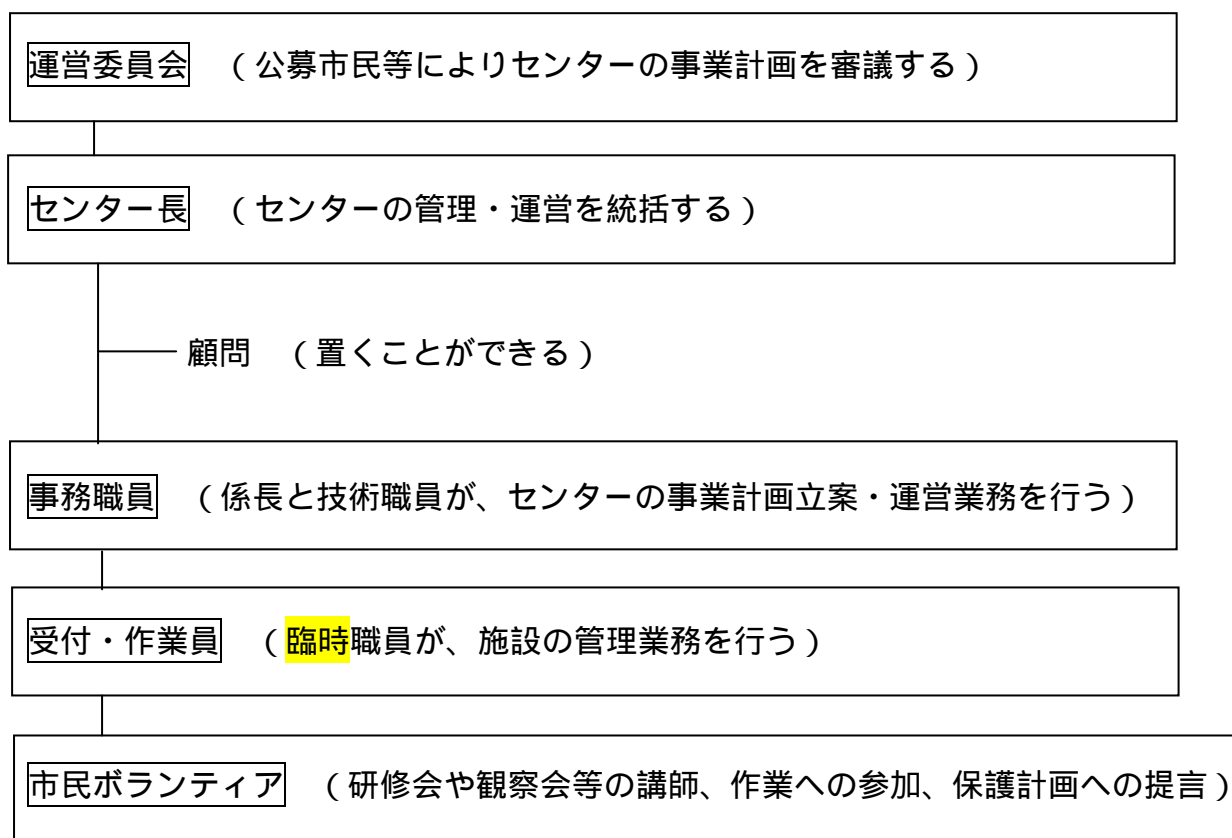 運営委員会　（公募市民等によりセンターの事業計画を審議する）
センター長　（センターの管理・運営を統括する）
顧問　（置くことができる）
事務職員　（係長と技術職員が、センターの事業計画立案・運営業務を行う）
受付・作業員　（臨時職員が、施設の管理業務を行う）
市民ボランティア　（研修会や観察会等の講師、作業への参加、保護計画への提言）